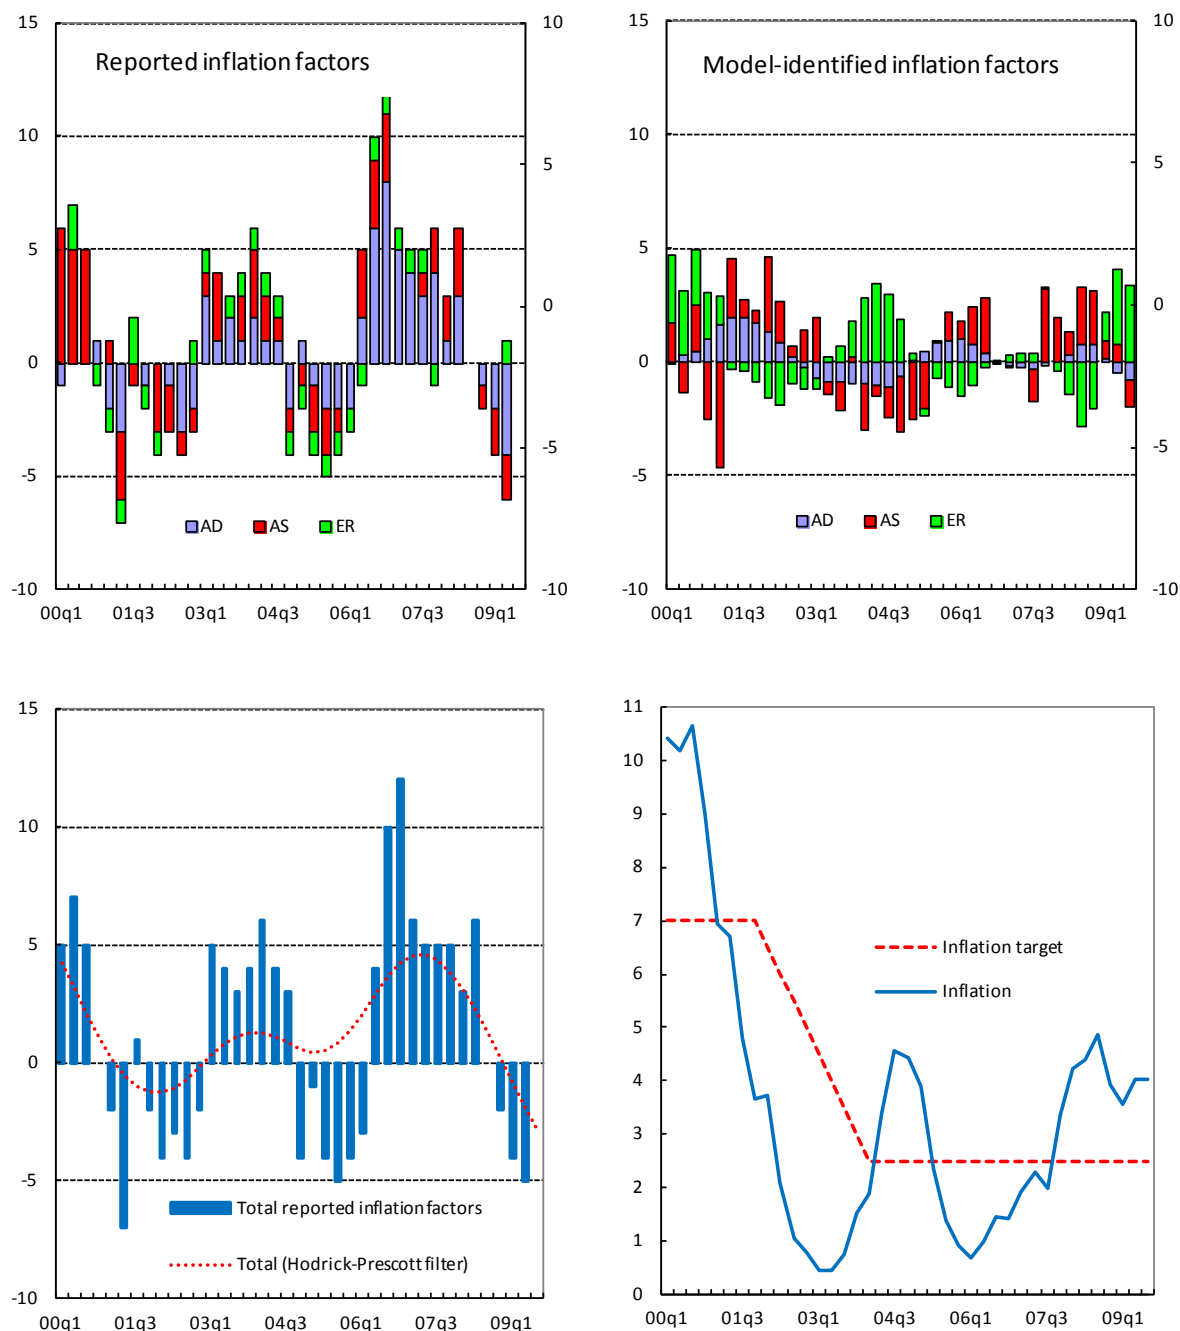 Reported inflation factors
15
10
5
0
-5
-10
10
5
0
-5
-10
AD
AS
ER
00q1
01q3
03q1
04q3
06q1
07q3
09q1
Model-identified inflation factors
15
10
5
0
-5
-10
10
5
0
-5
-10
AD
AS
ER
00q1
01q3
03q1
04q3
06q1
07q3
09q1
15
10
5
0
-5
-10
Total reported inflation factors
Total (Hodrick-Prescott filter)
00q1
01q3
03q1
04q3
06q1
07q3
09q1
11
10
9
8
7
6
5
4
3
2
1
0
Inflation target
Inflation
00q1
01q3
03q1
04q3
06q1
07q3
09q1